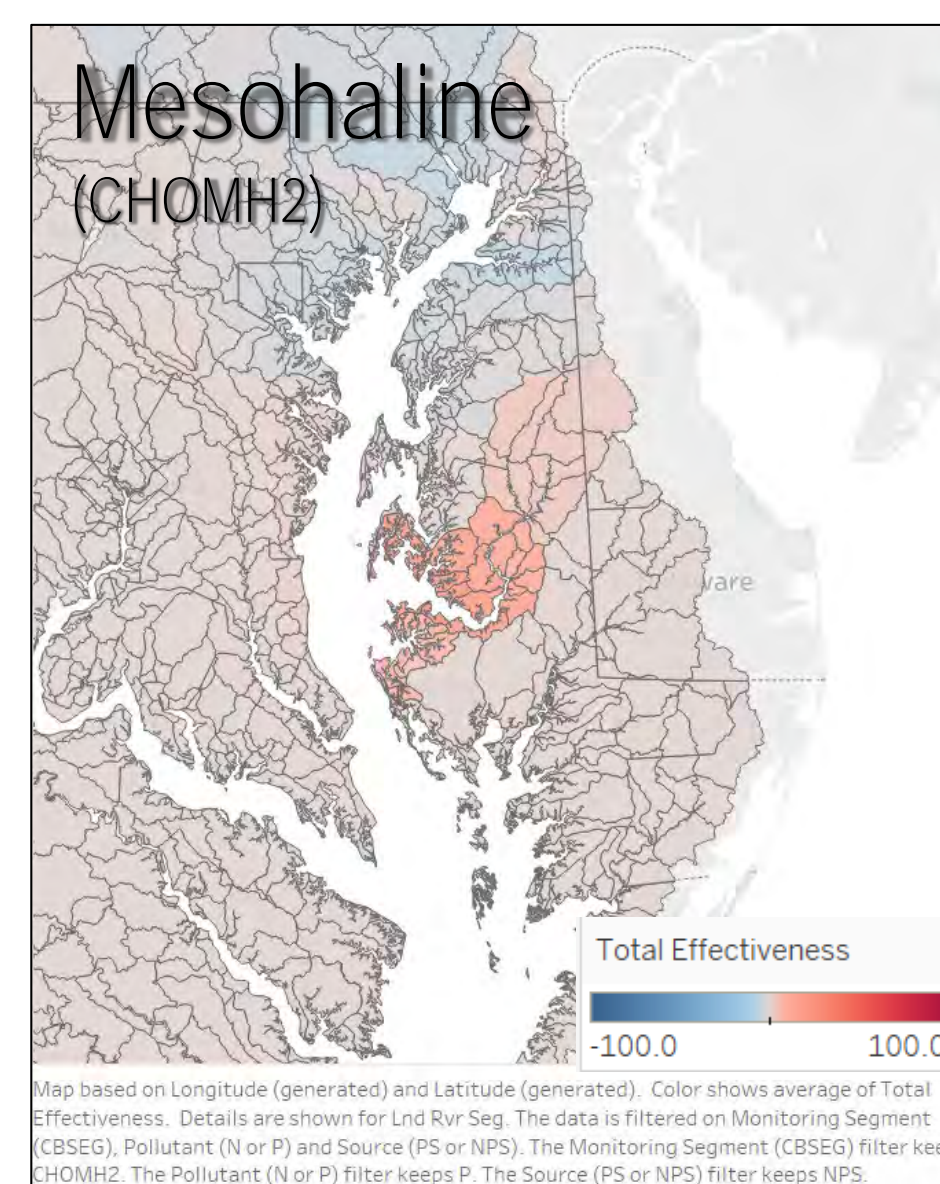 Mesohaline
(CHOMH2)
ware
Total Effectiveness
-100.0 100.0
Map based on Longitude (generated) and Latitude (generated). Color shows average of Total
Effectiveness. Details are shown for Lnd Rvr Seg. The data is filtered on Monitoring Segment
(CBSEG), Pollutant (N or P) and Source (PS or NPS). The Monitoring Segment (CBSEG) filter kee
CHOMH2. The Pollutant (N or P) filter keeps P. The Source (PS or NPS) filter keeps NPS.